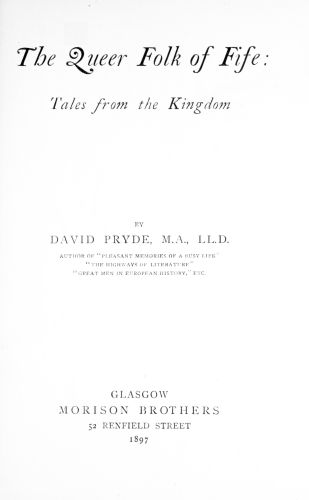 The Queer Folk of Fife:
Tales from the Kingdom
BY
DAVID PRYDE, M.A., LL.D.
AUTHOR OF "PLEASANT MEMORIES OF A BUSY LIFE"
"THE HIGHWAYS OF LITERATURE"
"GREAT MEN IN EUROPEAN HISTORY," ETC.
GLASGOW
MORISON BROTHERS
52 RENFIELD STREET
1897